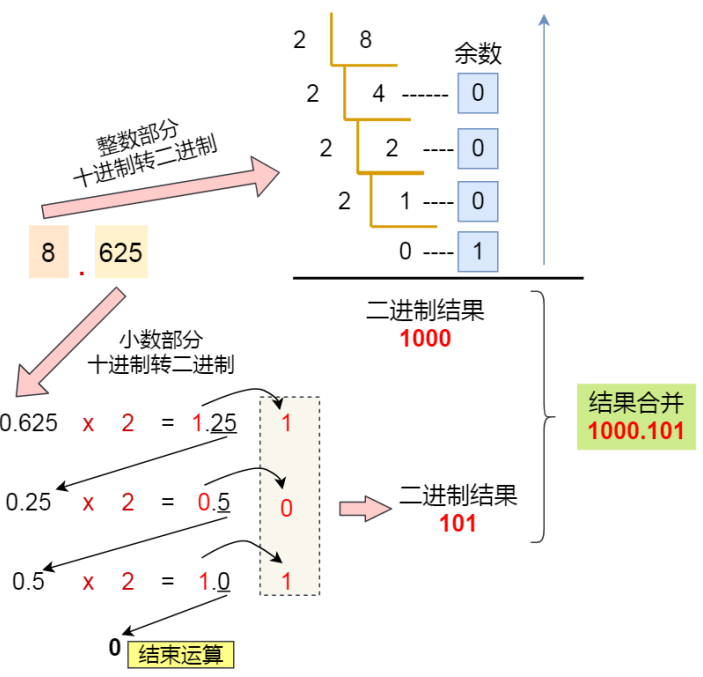 2 8
余数
2 4 ------ 0
2 2 ---- 0
2 1 ---- 0
0 ---- 1
整数部分
十进制转二进制
8 . 625
二进制结果
1000
小数部分
十进制转二进制
0.625 x 2 = 1.25 1
0.25 x 2 = 0.5 0
0.5 x 2 = 1.0 1
0 结束运算
二进制结果
101
结果合并
1000.101